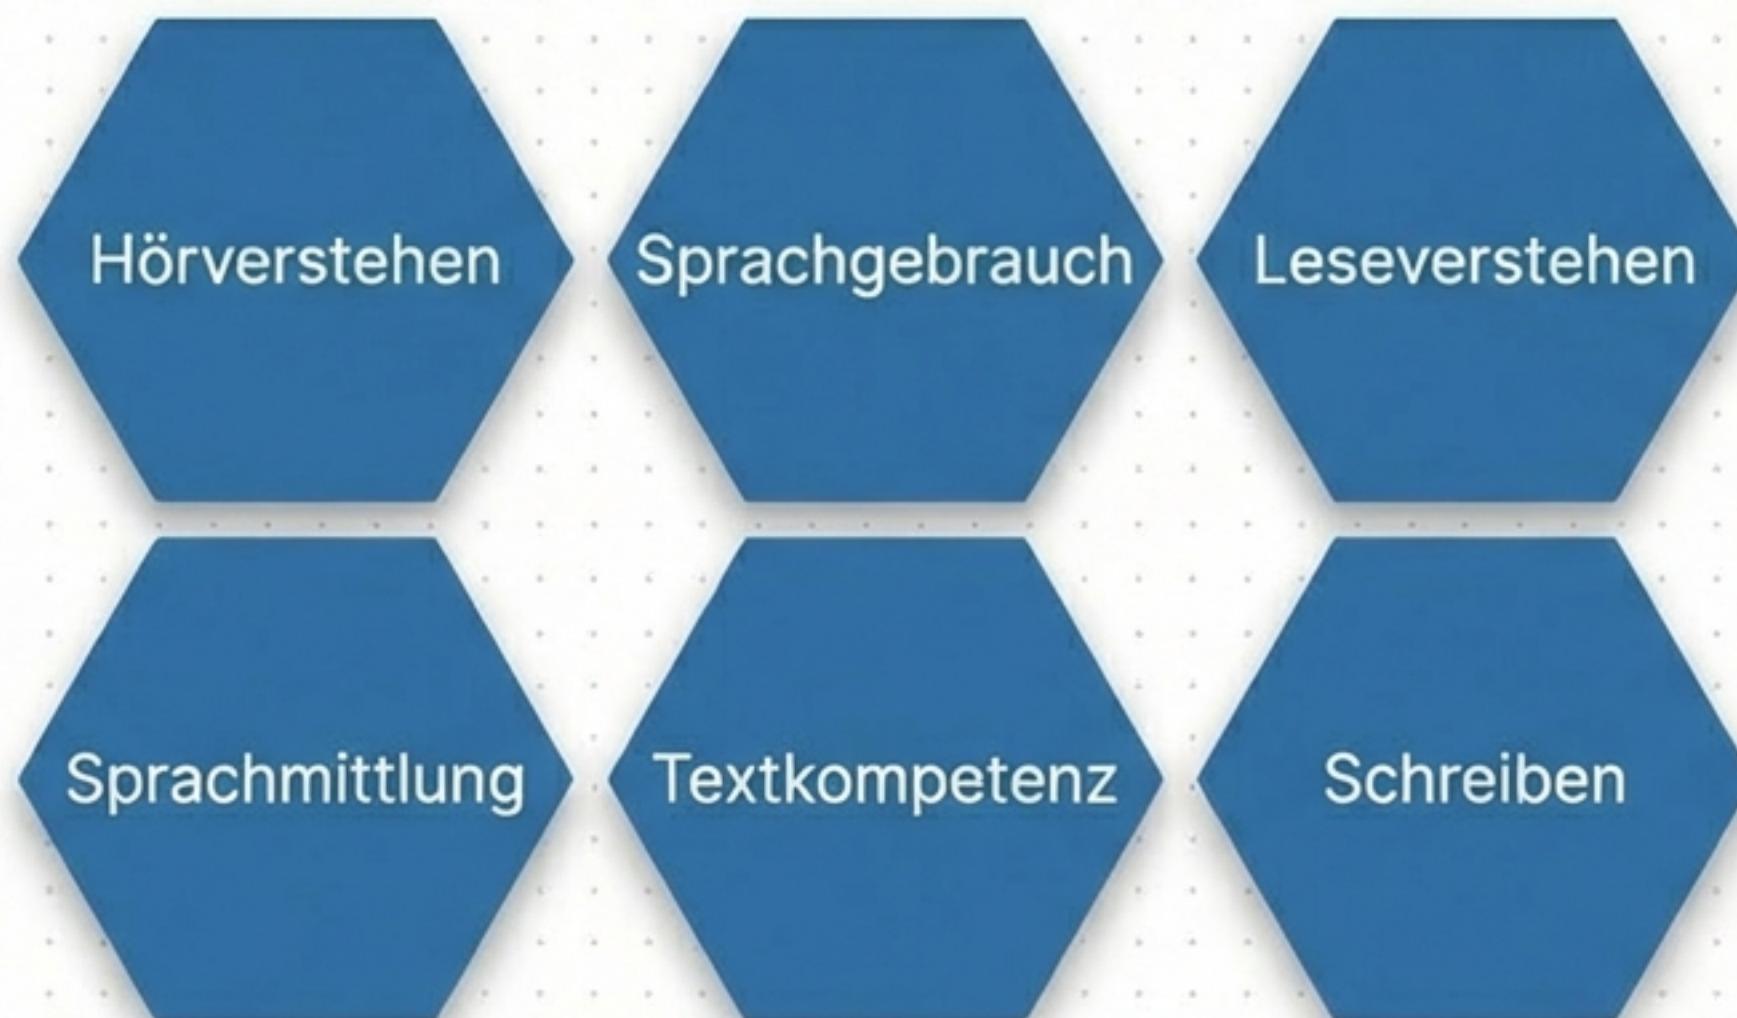 Hörverstehen
Sprachgebrauch
Leseverstehen
Sprachmittlung
Textkompetenz
Schreiben